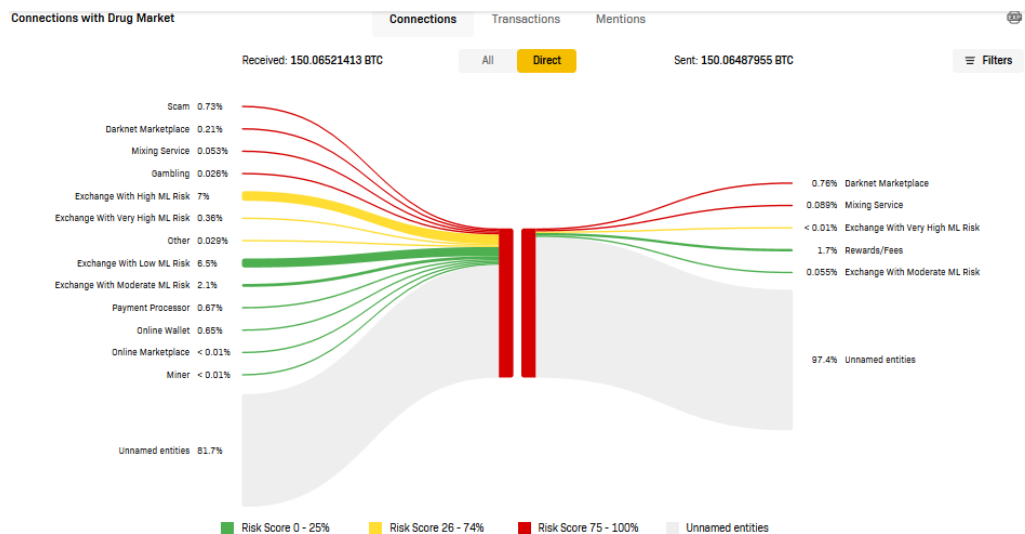 Connections with Drug Market
Connections Transactions Mentions
Received: 150.06521413 BTC
All Direct
Sent: 150.06487955 BTC
Filters
Scam 0.73%
Darknet Marketplace 0.21%
Mixing Service 0.053%
Gambling 0.026%
Exchange With High ML Risk 7%
Exchange With Very High ML Risk 0.36%
Other 0.029%
Exchange With Low ML Risk 6.5%
Exchange With Moderate ML Risk 2.1%
Payment Processor 0.67%
Online Wallet 0.65%
Online Marketplace < 0.01%
Miner < 0.01%
Unnamed entities 81.7%
0.76% Darknet Marketplace
0.089% Mixing Service
< 0.01% Exchange With Very High ML Risk
1.7% Rewards/Fees
0.055% Exchange With Moderate ML Risk
97.4% Unnamed entities
Risk Score 0 - 25% Risk Score 26 - 74% Risk Score 75 - 100% Unnamed entities